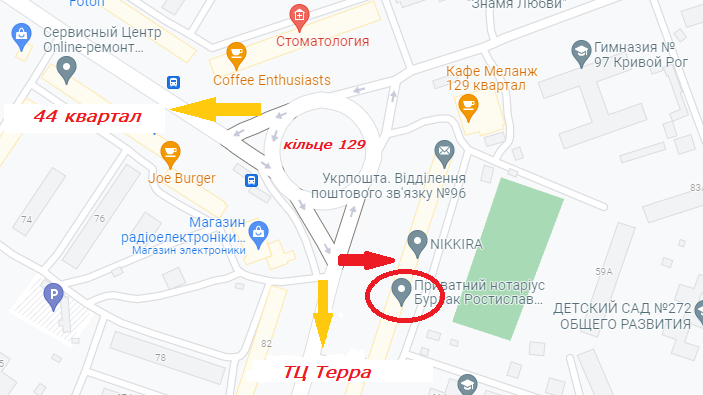 Foton
"Знамя Любви"
Сервисный Центр
Online-ремонт...
Стоматология
Гимназия №
97 Кривой Рог
Coffee Enthusiasts
Кафе Меланж
129 квартал
44 квартал
кільце 129
Joe Burger
Укрпошта. Відділення
поштового зв'язку №96
74
76
83
Магазин
радіоелектроніки...
Магазин электроники
NIKKIRA
59А
P
Приватний нотаріус
Ростислав...
ДЕТСКИЙ САД №272
ОБЩЕГО РАЗВИТИЯ
82
ТЦ Терра